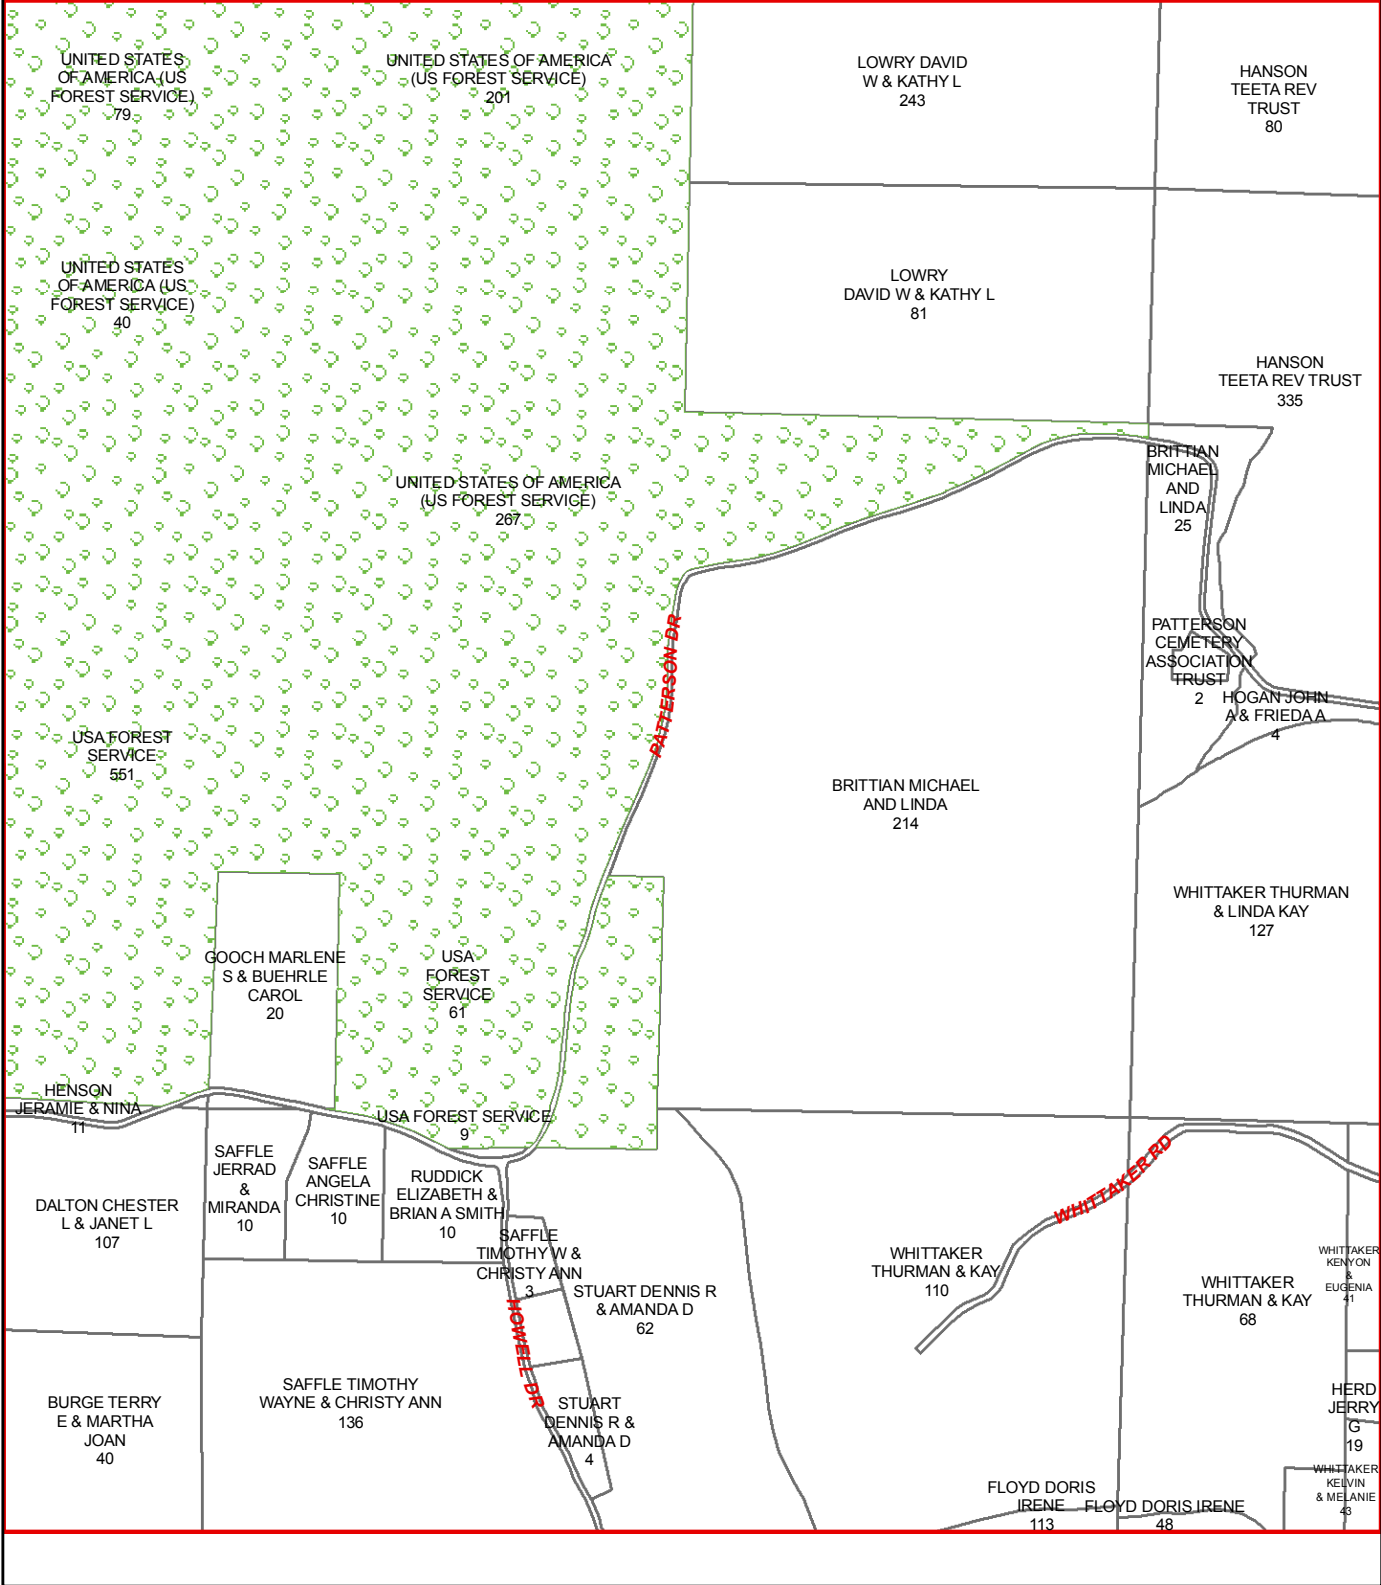 UNITED STATES
OF AMERICA (US
FOREST SERVICE)
79
UNITED STATES OF AMERICA
(US FOREST SERVICE)
201
LOWRY DAVID
W & KATHY L
243
HANSON
TEETA REV
TRUST
80
UNITED STATES
OF AMERICA (US
FOREST SERVICE)
40
LOWRY
DAVID W & KATHY L
81
HANSON
TEETA REV TRUST
335
UNITED STATES OF AMERICA
(US FOREST SERVICE)
267
BRITTIAN
MICHAEL
AND
LINDA
25
PATTERSON DR
PATTERSON
CEMETERY
ASSOCIATION
TRUST
2
HOGAN JOHN
A & FRIEDA A
4
USA FOREST
SERVICE
551
BRITTIAN MICHAEL
AND LINDA
214
WHITTAKER THURMAN
& LINDA KAY
127
GOOCH MARLENE
S & BUEHRLE
CAROL
20
USA
FOREST
SERVICE
61
HENSON
JERAMIE & NINA
11
USA FOREST SERVICE
9
SAFFLE
JERRAD
&
MIRANDA
10
SAFFLE
ANGELA
CHRISTINE
10
RUDDICK
ELIZABETH &
BRIAN A SMITH
10
WHITTAKER RD
DALTON CHESTER
L & JANET L
107
SAFFLE
TIMOTHY W &
CHRISTY ANN
3
STUART DENNIS R
& AMANDA D
62
WHITTAKER
THURMAN & KAY
110
WHITTAKER
THURMAN & KAY
68
WHITTAKER
KENYON
&
EUGENIA
41
HOWELL DR
BURGE TERRY
E & MARTHA
JOAN
40
SAFFLE TIMOTHY
WAYNE & CHRISTY ANN
136
STUART
DENNIS R &
AMANDA D
4
HERD
JERRY
G
19
WHITTAKER
KELVIN
& MELANIE
43
FLOYD DORIS
IRENE
113
FLOYD DORIS IRENE
48